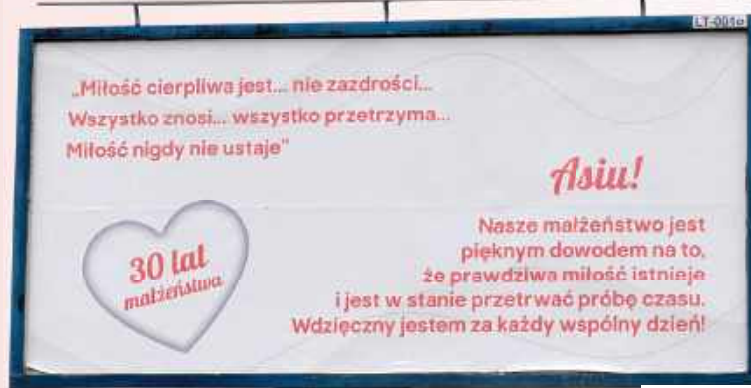 LT-001
„Miłość cierpliwa jest... nie zazdrości...
Wszystko znosi... wszystko przetrzyma...
Miłość nigdy nie ustaje"
Asiu!
30 lat
małżeństwa
Nasze małżeństwo jest
pięknym dowodem na to,
że prawdziwa miłość istnieje
i jest w stanie przetrwać próbę czasu.
Wdzięczny jestem za każdy wspólny dzień!